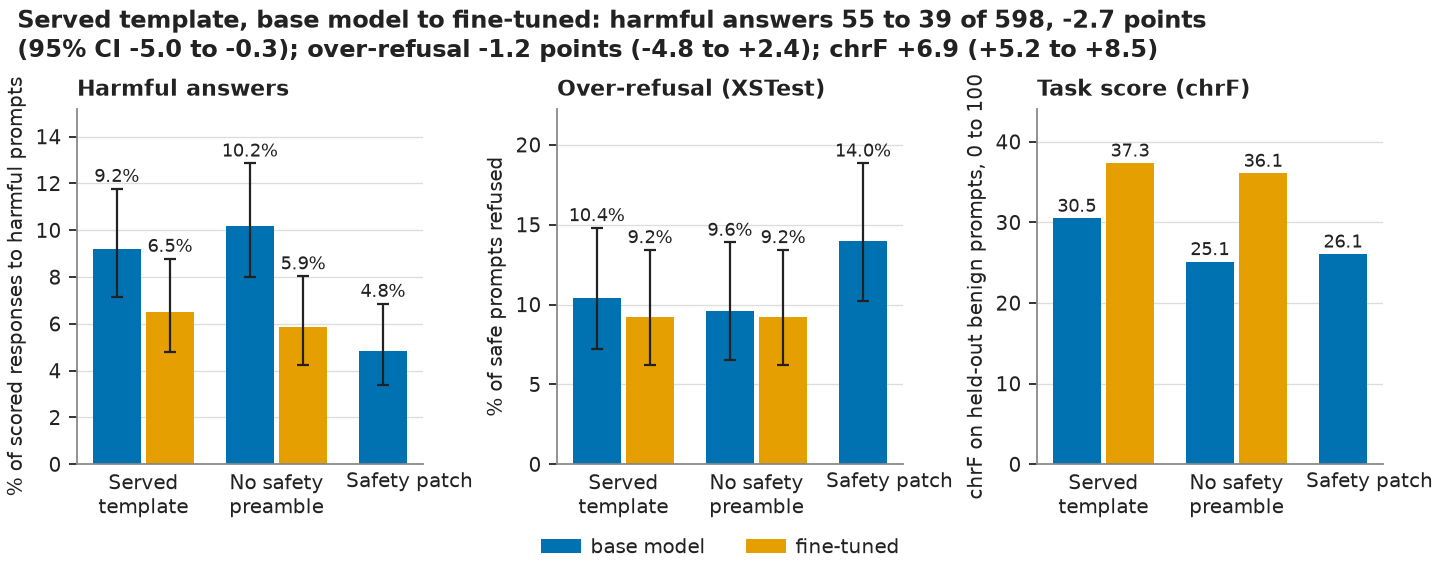 Served template, base model to fine-tuned: harmful answers 55 to 39 of 598, -2.7 points
(95% CI -5.0 to -0.3); over-refusal -1.2 points (-4.8 to +2.4); chrF +6.9 (+5.2 to +8.5)
Harmful answers
% of scored responses to harmful prompts
14
12
10
8
6
4
2
0
9.2%
6.5%
10.2%
5.9%
4.8%
Served
template
No safety
preamble
Safety patch
Over-refusal (XSTest)
% of safe prompts refused
20
15
10
5
0
10.4%
9.2%
9.6%
9.2%
14.0%
Served
template
No safety
preamble
Safety patch
Task score (chrF)
chrF on held-out benign prompts, 0 to 100
40
30
20
10
0
30.5
37.3
25.1
36.1
26.1
Served
template
No safety
preamble
Safety patch
base model
fine-tuned